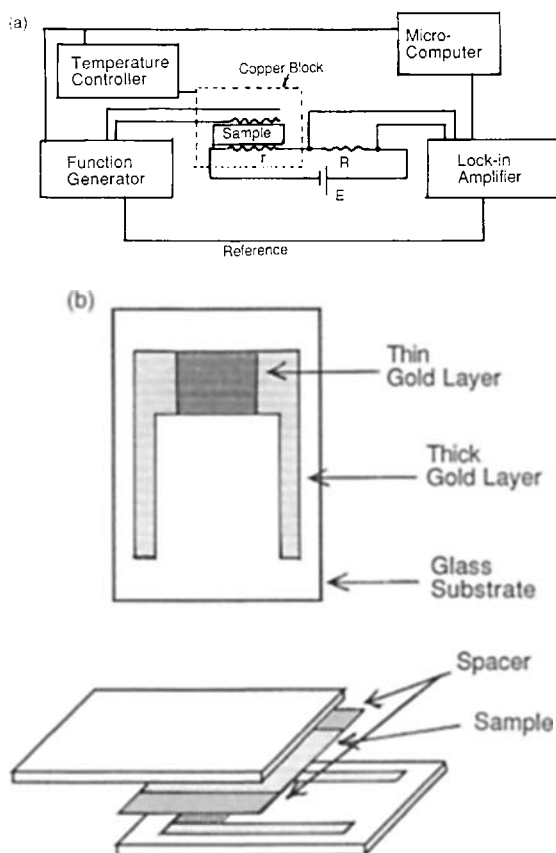 (a)
Micro-
Computer
Temperature
Controller
Copper Block
Sample
r
R
E
Function
Generator
Lock-in
Amplifier
Reference
(b)
Thin
Gold Layer
Thick
Gold Layer
Glass
Substrate
Spacer
Sample